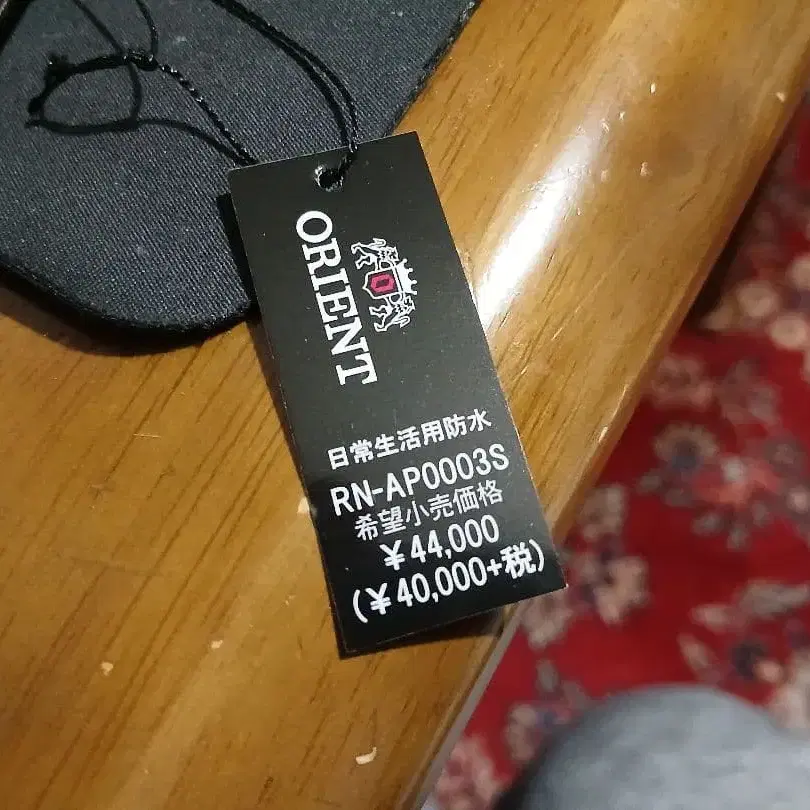 ORIENT
日常生活用防水
RN-AP0003S
希望小売価格
¥44,000
(¥40,000+税)